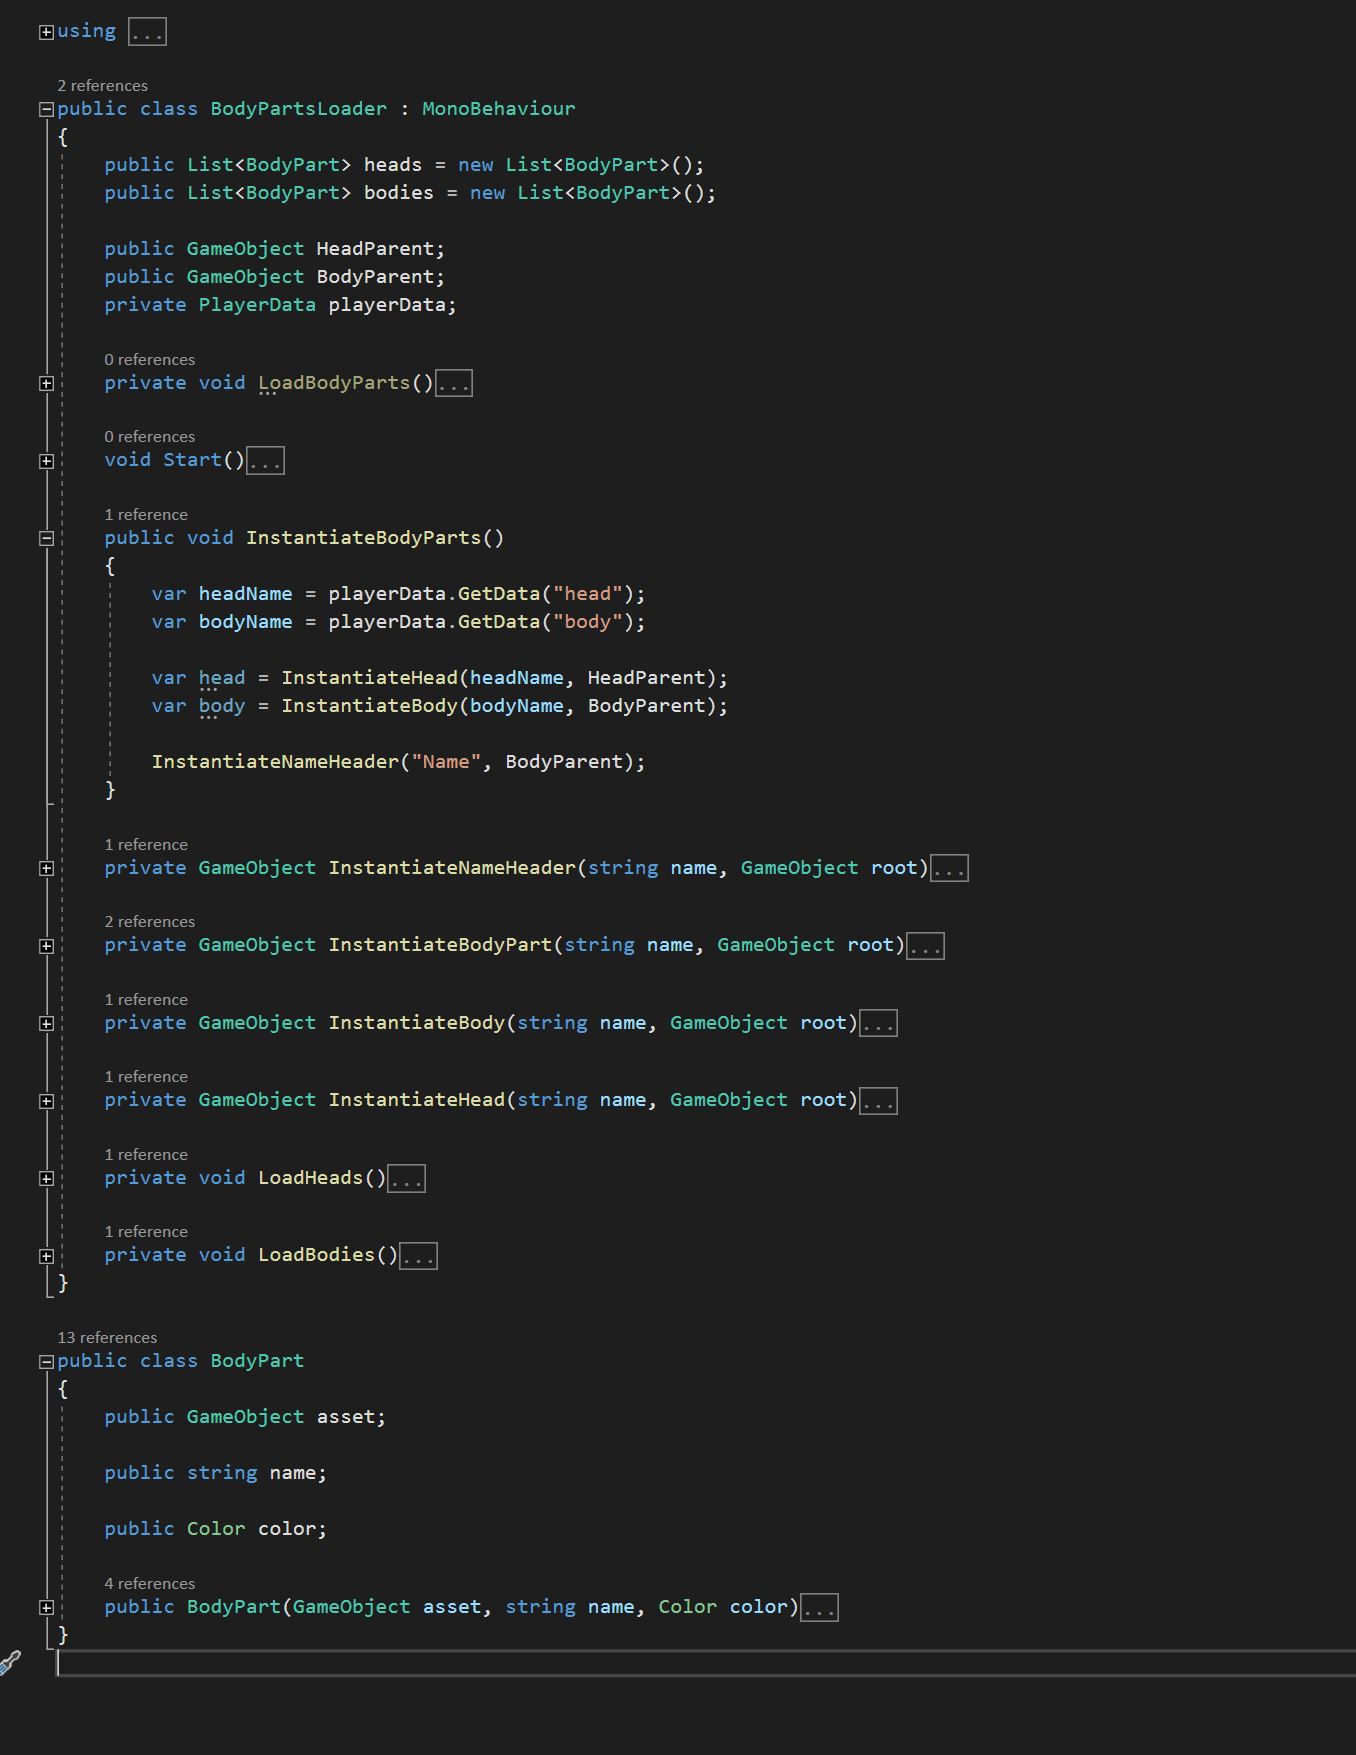 using ...
2 references
public class BodyPartsLoader : MonoBehaviour
{
public List<BodyPart> heads = new List<BodyPart>();
public List<BodyPart> bodies = new List<BodyPart>();
public GameObject HeadParent;
public GameObject BodyParent;
private PlayerData playerData;
0 references
private void LoadBodyParts()...
0 references
void Start()...
1 reference
public void InstantiateBodyParts()
{
var headName = playerData.GetData("head");
var bodyName = playerData.GetData("body");
var head = InstantiateHead(headName, HeadParent);
var body = InstantiateBody(bodyName, BodyParent);
InstantiateNameHeader("Name", BodyParent);
}
1 reference
private GameObject InstantiateNameHeader(string name, GameObject root)...
2 references
private GameObject InstantiateBodyPart(string name, GameObject root)...
1 reference
private GameObject InstantiateBody(string name, GameObject root)...
1 reference
private GameObject InstantiateHead(string name, GameObject root)...
1 reference
private void LoadHeads()...
1 reference
private void LoadBodies()...
}
13 references
public class BodyPart
{
public GameObject asset;
public string name;
public Color color;
4 references
public BodyPart(GameObject asset, string name, Color color)...
}